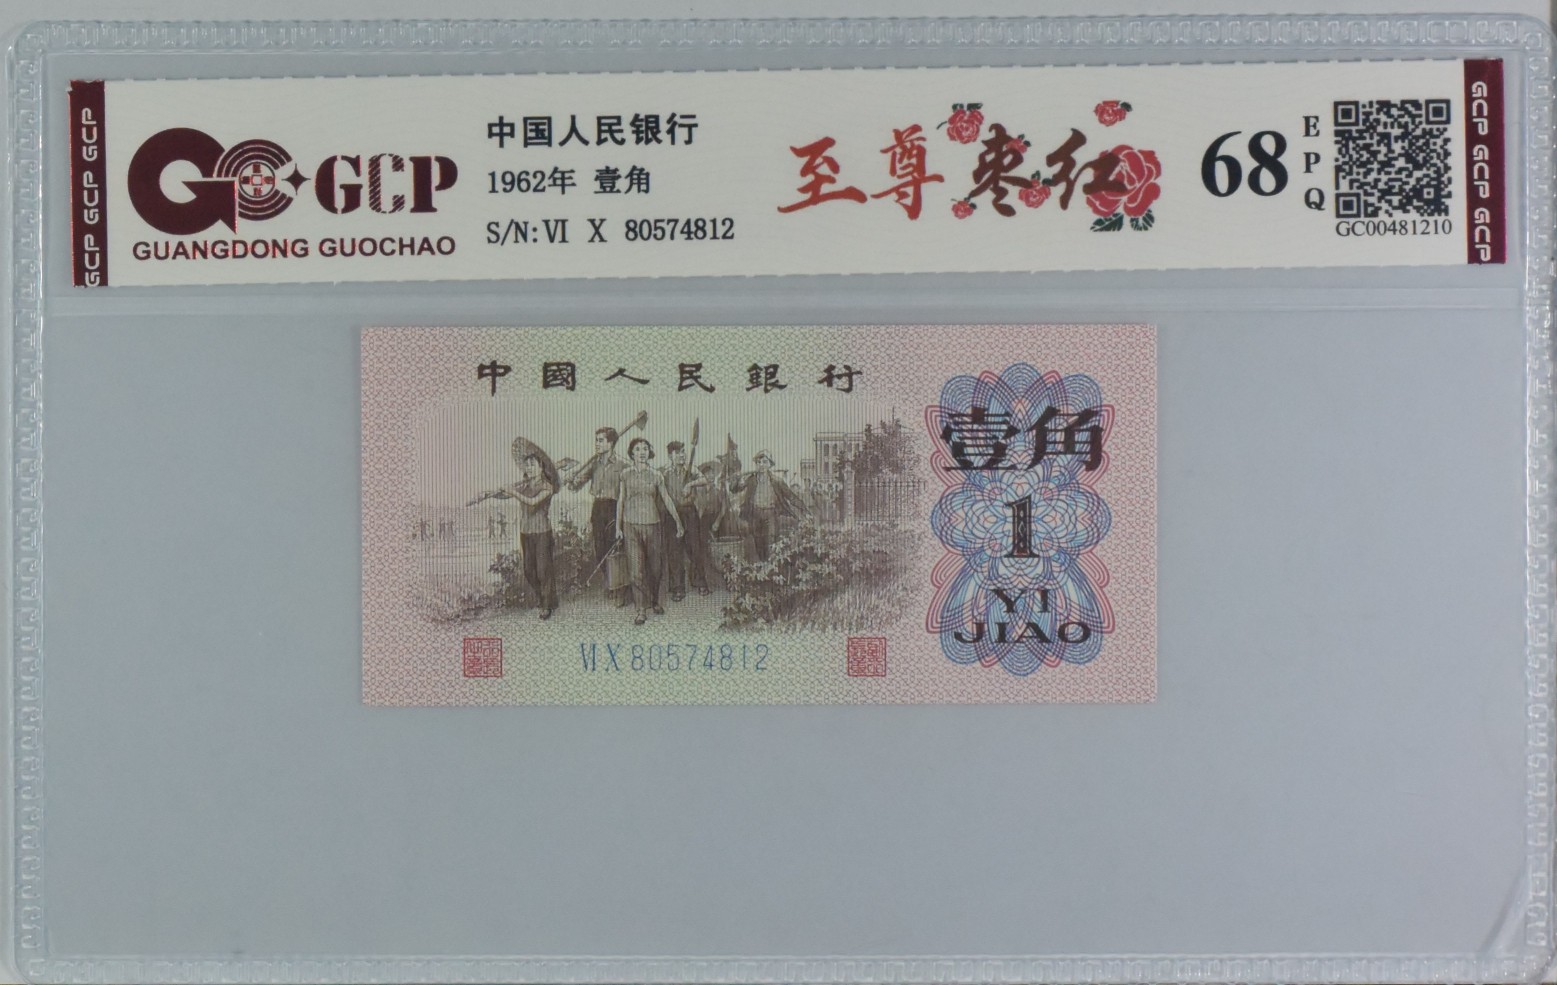 GCP GCP GCP
GCP
GUANGDONG GUOCHAO
中国人民银行
1962年 壹角
S/N: VI X 80574812
至尊枣红
68
EPQ
GC00481210
GCP GCP GCP
中國人民銀行
壹角
1
YI
JIAO
VI X 80574812